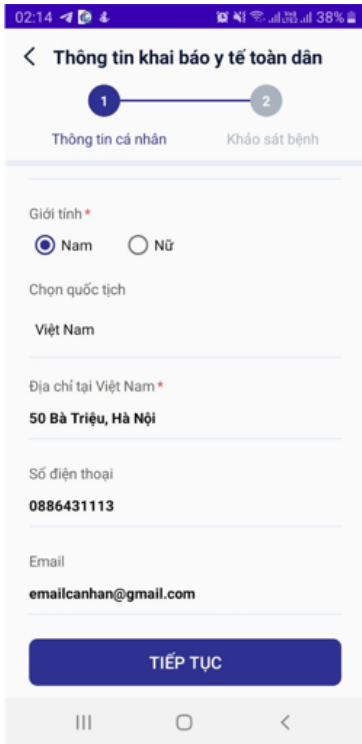 02:14 38%
Thông tin khai báo y tế toàn dân
1 2
Thông tin cá nhân Khảo sát bệnh
Giới tính *
Nam Nữ
Chọn quốc tịch
Việt Nam
Địa chỉ tại Việt Nam *
50 Bà Triệu, Hà Nội
Số điện thoại
0886431113
Email
emailcanhan@gmail.com
TIẾP TỤC